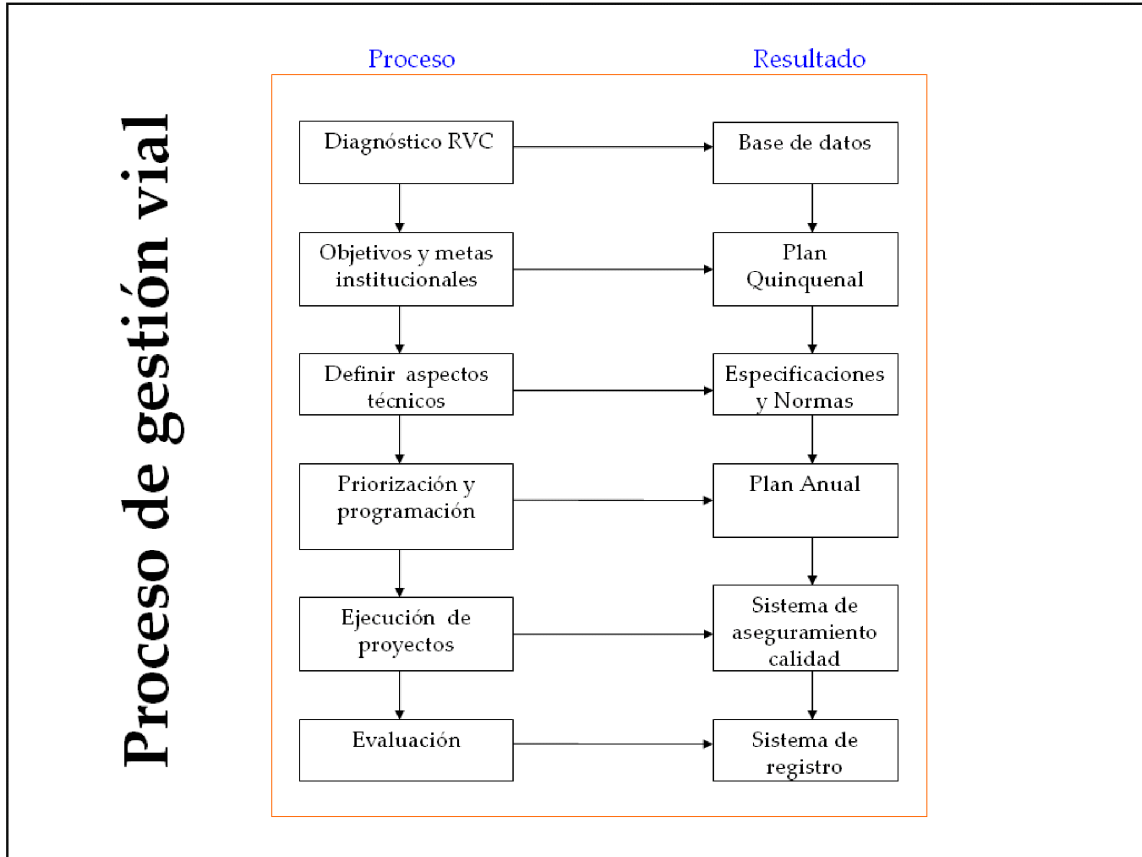 Proceso de gestión vial
Proceso
Resultado
Diagnóstico RVC
Base de datos
Objetivos y metas
institucionales
Plan
Quinquenal
Definir aspectos
técnicos
Especificaciones
y Normas
Priorización y
programación
Plan Anual
Ejecución de
proyectos
Sistema de
aseguramiento
calidad
Evaluación
Sistema de
registro